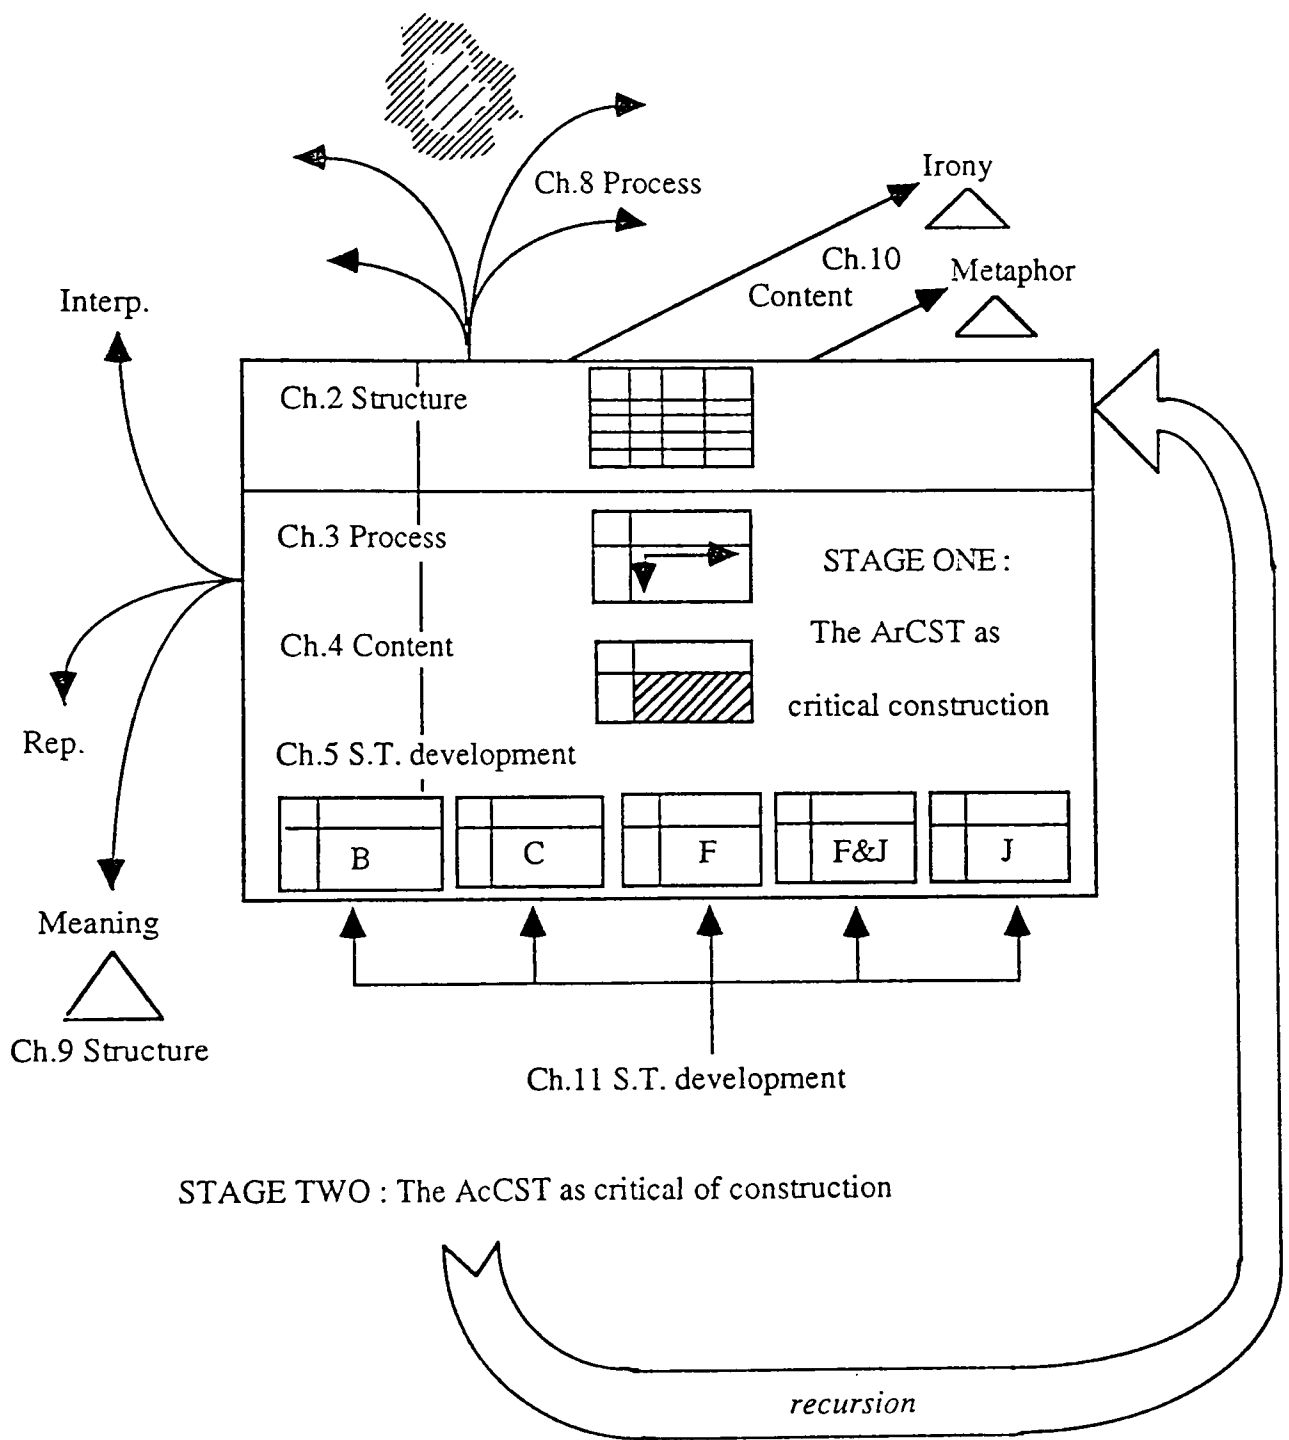 Ch.8 Process
Irony
Ch.10
Content
Metaphor
Interp.
Ch.2 Structure
Ch.3 Process
STAGE ONE :
The ArCST as
Ch.4 Content
critical construction
Rep.
Ch.5 S.T. development
B
C
F
F&J
J
Meaning
Ch.9 Structure
Ch.11 S.T. development
STAGE TWO : The AcCST as critical of construction
recursion